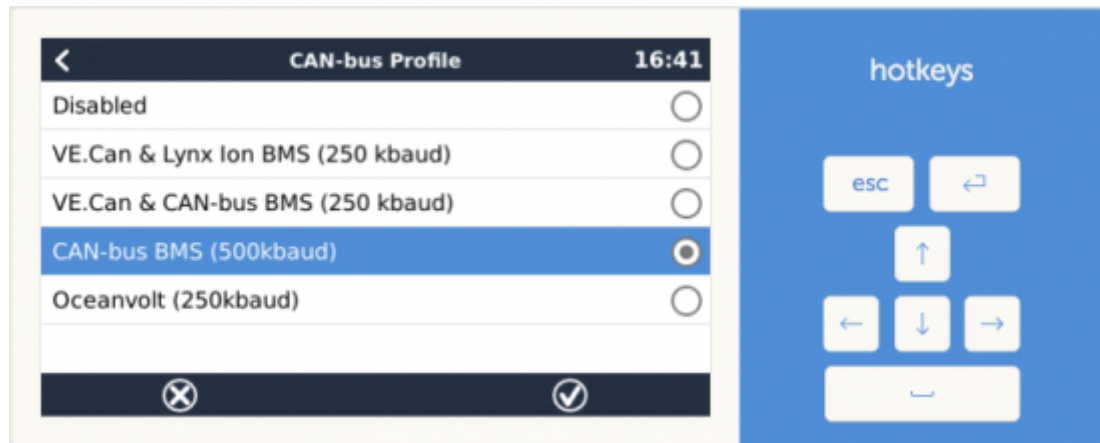 CAN-bus Profile 16:41
Disabled
VE.Can & Lynx Ion BMS (250 kbaud)
VE.Can & CAN-bus BMS (250 kbaud)
CAN-bus BMS (500kbaud)
Oceanvolt (250kbaud)
hotkeys
esc